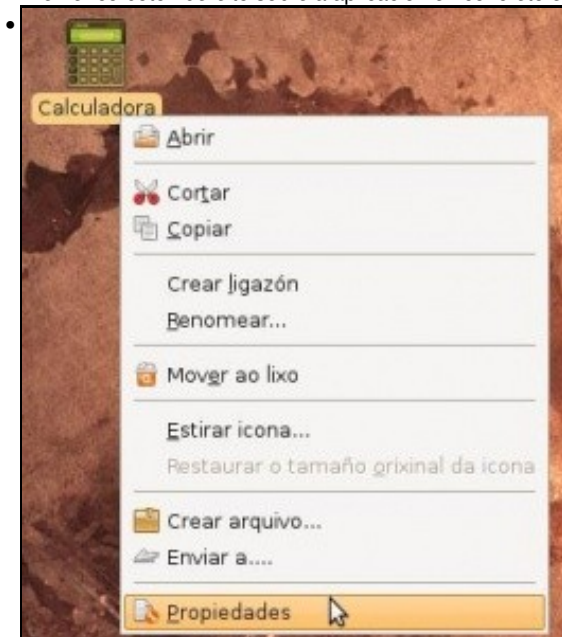 Calculadora
Abrir
Cortar
Copiar
Crear ligazón
Renomear...
Mover ao lixo
Estirar icona...
Restaurar o tamaño orixinal da icona
Crear arquivo...
Enviar a....
Propiedades